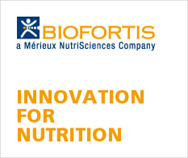 BIOFORTIS
a Mérieux NutriSciences Company
INNOVATION
FOR
NUTRITION